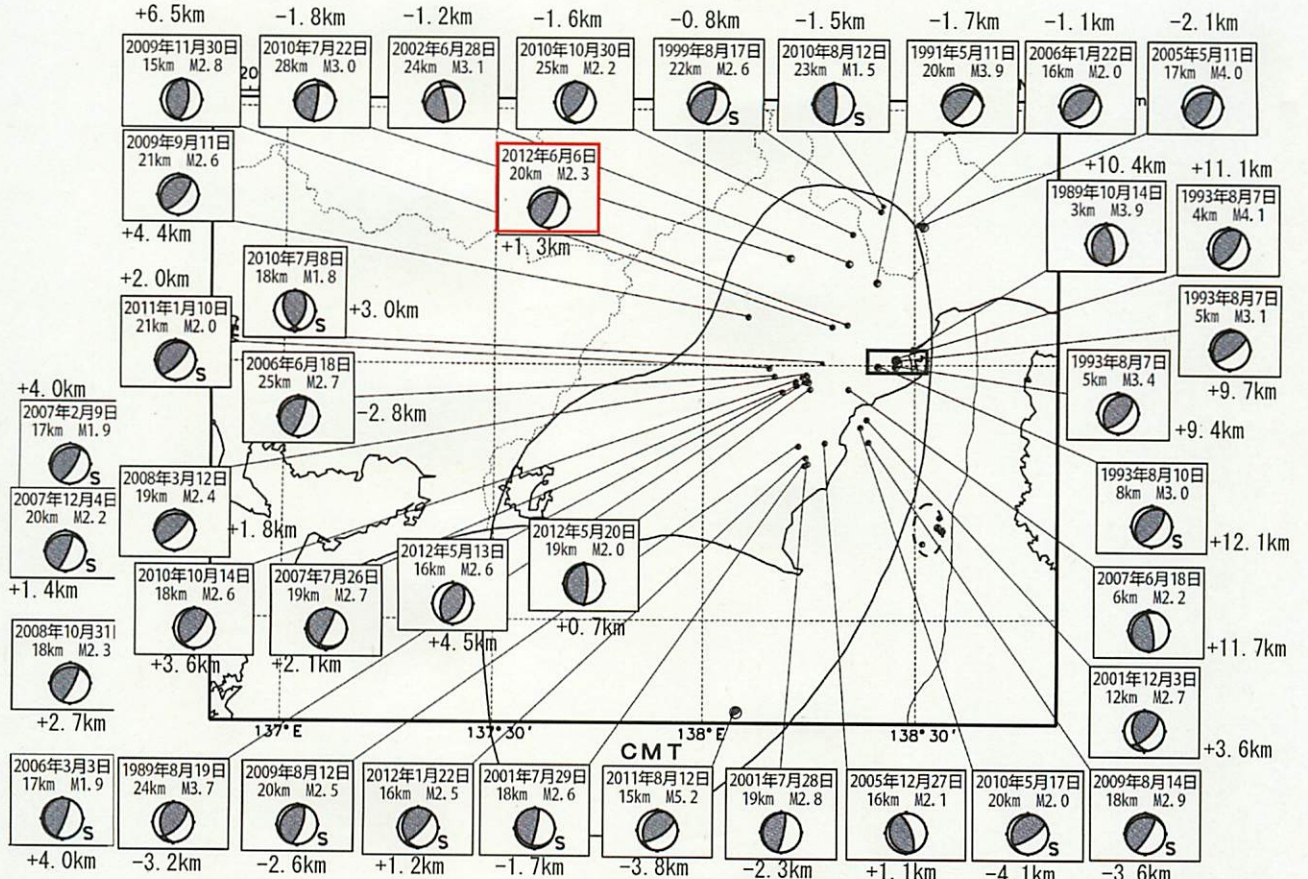 +6.5km
-1.8km
-1.2km
-1.6km
-0.8km
-1.5km
-1.7km
-1.1km
-2.1km
2009年11月30日
15km M2.8
2010年7月22日
28km M3.0
2002年6月28日
24km M3.1
2010年10月30日
25km M2.2
1999年8月17日
22km M2.6
S
2010年8月12日
23km M1.5
S
1991年5月11日
20km M3.9
2006年1月22日
16km M2.0
2005年5月11日
17km M4.0
20
m
2009年9月11日
21km M2.6
+4.4km
2012年6月6日
20km M2.3
+1.3km
+10.4km
1989年10月14日
3km M3.9
+11.1km
1993年8月7日
4km M4.1
+2.0km
2011年1月10日
21km M2.0
S
2010年7月8日
18km M1.8
S
+3.0km
1993年8月7日
5km M3.1
+9.7km
2006年6月18日
25km M2.7
-2.8km
1993年8月7日
5km M3.4
+9.4km
+4.0km
2007年2月9日
17km M1.9
S
2008年3月12日
19km M2.4
+1.8km
1993年8月10日
8km M3.0
S
+12.1km
2007年12月4日
20km M2.2
S
+1.4km
2010年10月14日
18km M2.6
+3.6km
2007年7月26日
19km M2.7
+2.1km
2012年5月13日
16km M2.6
+4.5km
2012年5月20日
19km M2.0
+0.7km
2007年6月18日
6km M2.2
+11.7km
2008年10月31日
18km M2.3
+2.7km
2001年12月3日
12km M2.7
+3.6km
137°E
137°30′
138°E
138°30′
CMT
2006年3月3日
17km M1.9
S
+4.0km
1989年8月19日
24km M3.7
-3.2km
2009年8月12日
20km M2.5
S
-2.6km
2012年1月22日
16km M2.5
S
+1.2km
2001年7月29日
18km M2.6
S
-1.7km
2011年8月12日
15km M5.2
-3.8km
2001年7月28日
19km M2.8
-2.3km
2005年12月27日
16km M2.1
+1.1km
2010年5月17日
20km M2.0
S
-4.1km
2009年8月14日
18km M2.9
S
-3.6km